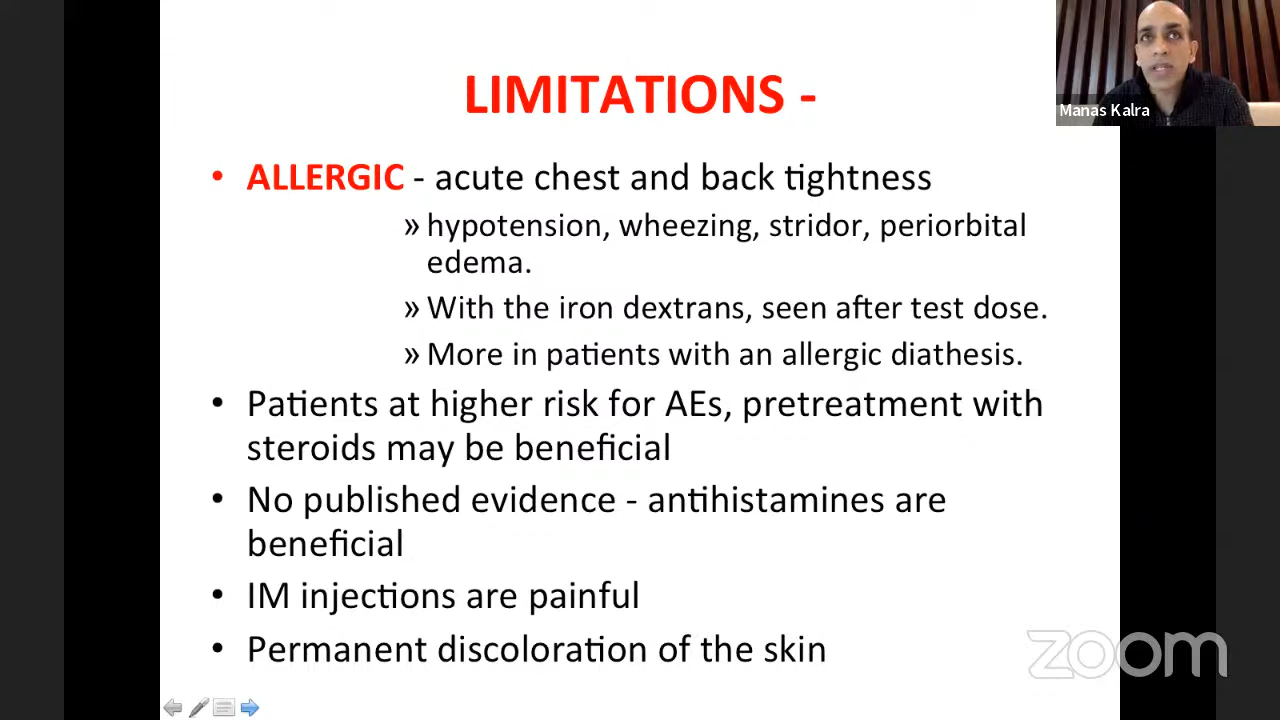 LIMITATIONS -
Manas Kalra
• ALLERGIC - acute chest and back tightness
» hypotension, wheezing, stridor, periorbital
edema.
» With the iron dextrans, seen after test dose.
» More in patients with an allergic diathesis.
• Patients at higher risk for AEs, pretreatment with
steroids may be beneficial
• No published evidence - antihistamines are
beneficial
• IM injections are painful
• Permanent discoloration of the skin
zoom